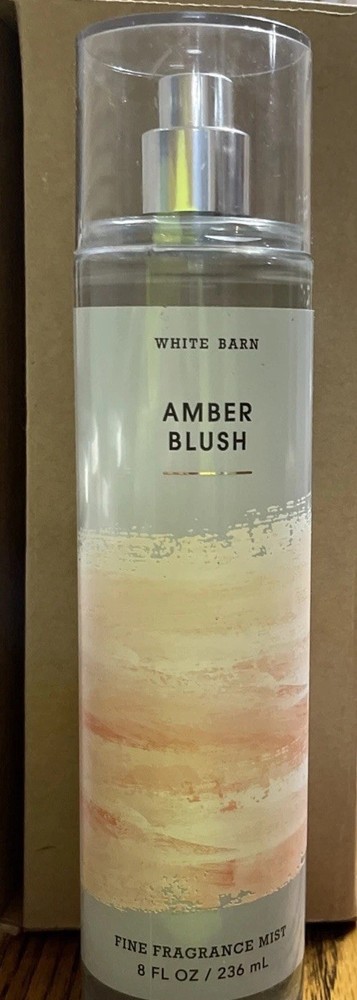 WHITE BARN
AMBER
BLUSH
FINE FRAGRANCE MIST
8 FL OZ / 236 mL